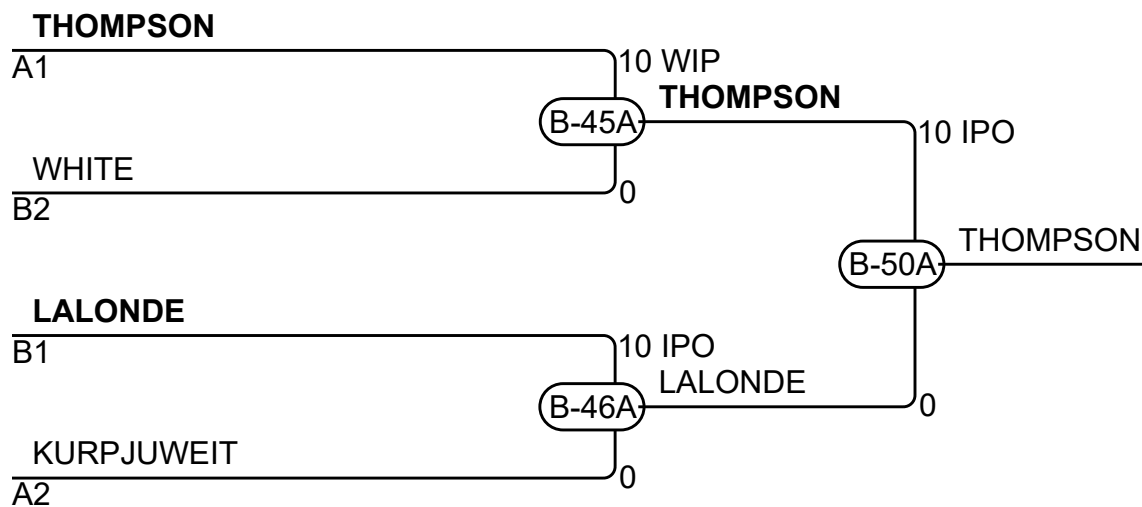 THOMPSON
A1
10 WIP
THOMPSON
B-45A
10 IPO
WHITE
B2
0
THOMPSON
B-50A
LALONDE
B1
10 IPO
LALONDE
B-46A
0
KURPJUWEIT
A2
0